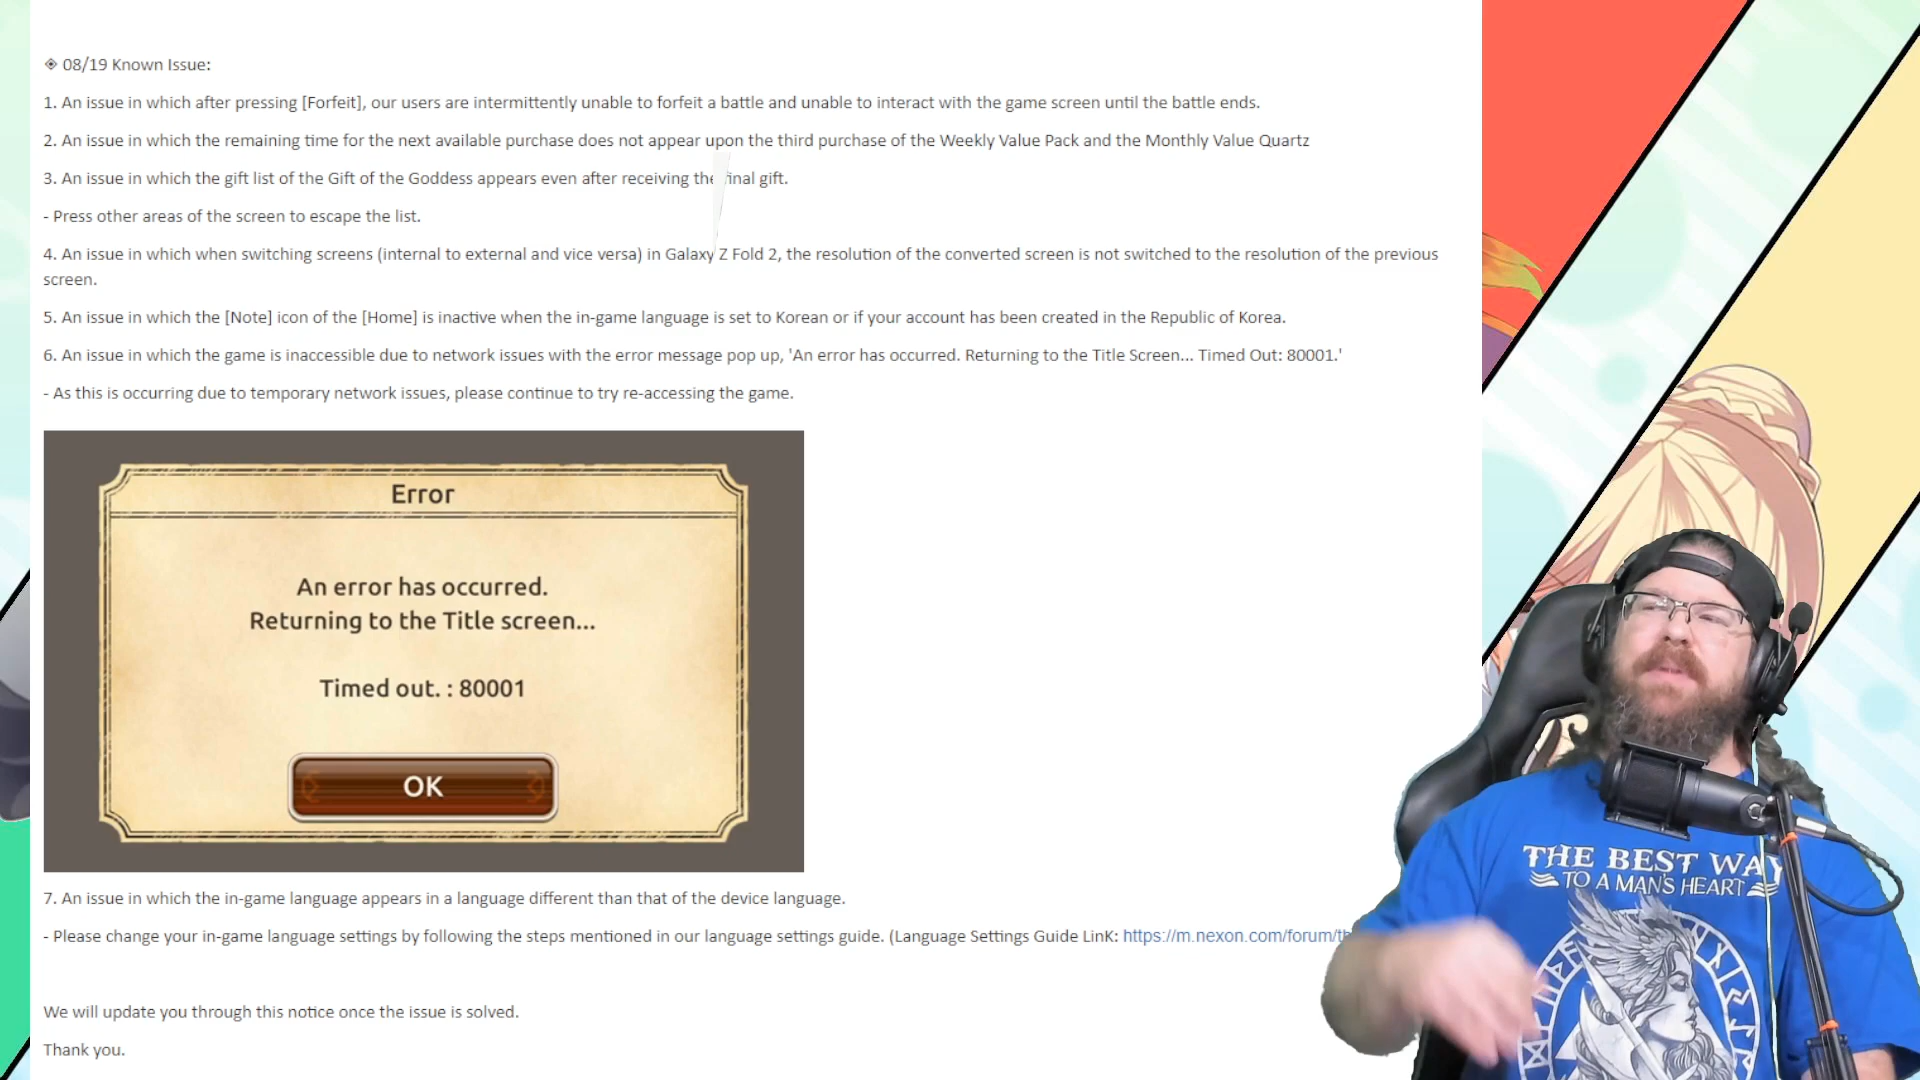 ◈ 08/19 Known Issue:
1. An issue in which after pressing [Forfeit], our users are intermittently unable to forfeit a battle and unable to interact with the game screen until the battle ends.
2. An issue in which the remaining time for the next available purchase does not appear upon the third purchase of the Weekly Value Pack and the Monthly Value Quartz
3. An issue in which the gift list of the Gift of the Goddess appears even after receiving the final gift.
- Press other areas of the screen to escape the list.
4. An issue in which when switching screens (internal to external and vice versa) in Galaxy Z Fold 2, the resolution of the converted screen is not switched to the resolution of the previous
screen.
5. An issue in which the [Note] icon of the [Home] is inactive when the in-game language is set to Korean or if your account has been created in the Republic of Korea.
6. An issue in which the game is inaccessible due to network issues with the error message pop up, 'An error has occurred. Returning to the Title Screen... Timed Out: 80001.'
- As this is occurring due to temporary network issues, please continue to try re-accessing the game.
Error
An error has occurred.
Returning to the Title screen...
Timed out. : 80001
OK
7. An issue in which the in-game language appears in a language different than that of the device language.
- Please change your in-game language settings by following the steps mentioned in our language settings guide. (Language Settings Guide LinK: https://m.nexon.com/forum/th
We will update you through this notice once the issue is solved.
Thank you.
THE BEST WAY
TO A MAN'S HEART